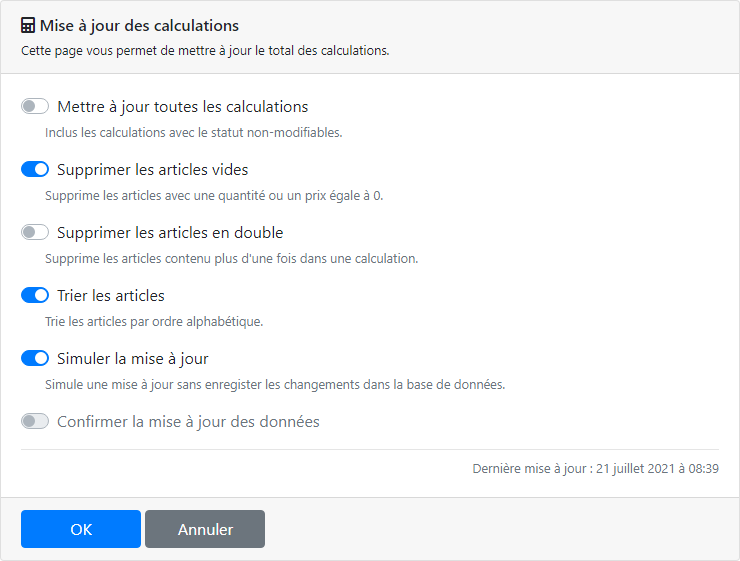 Mise à jour des calculations
Cette page vous permet de mettre à jour le total des calculations.
Mettre à jour toutes les calculations
Inclus les calculations avec le statut non-modifiables.
Supprimer les articles vides
Supprime les articles avec une quantité ou un prix égale à 0.
Supprimer les articles en double
Supprime les articles contenu plus d'une fois dans une calculation.
Trier les articles
Trie les articles par ordre alphabétique.
Simuler la mise à jour
Simule une mise à jour sans enregister les changements dans la base de données.
Confirmer la mise à jour des données
Dernière mise à jour : 21 juillet 2021 à 08:39
OK Annuler